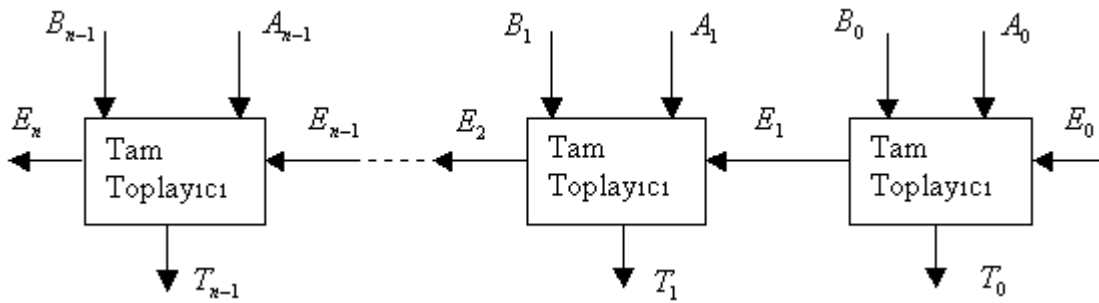 B_{n-1} A_{n-1} B_1 A_1 B_0 A_0
E_n E_{n-1} E_2 E_1 E_0
Tam Tam Tam
Toplayıcı Toplayıcı Toplayıcı
T_{n-1} T_1 T_0